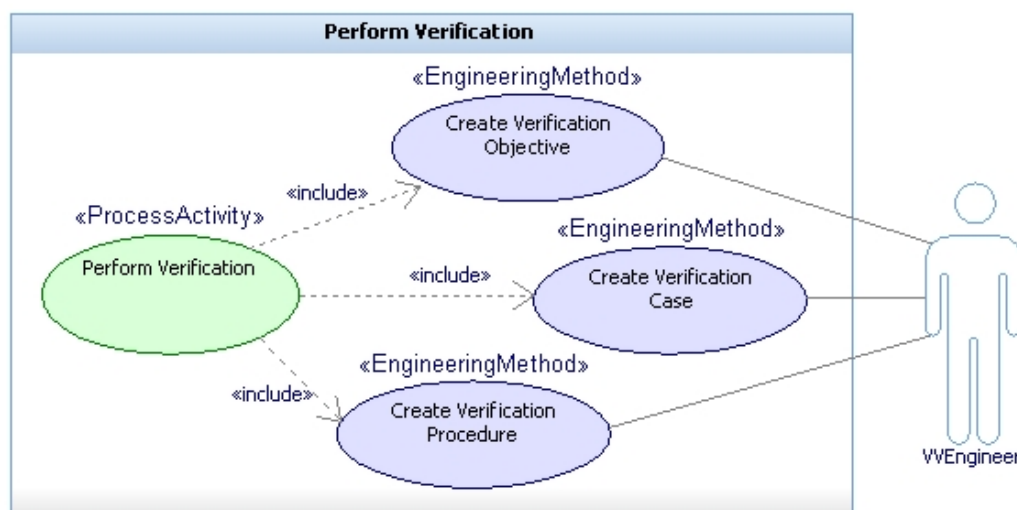 Perform Verification
«EngineeringMethod»
Create Verification
Objective
«include»
«ProcessActivity»
Perform Verification
«EngineeringMethod»
«include»
Create Verification
Case
«EngineeringMethod»
«include»
Create Verification
Procedure
VVEngineer